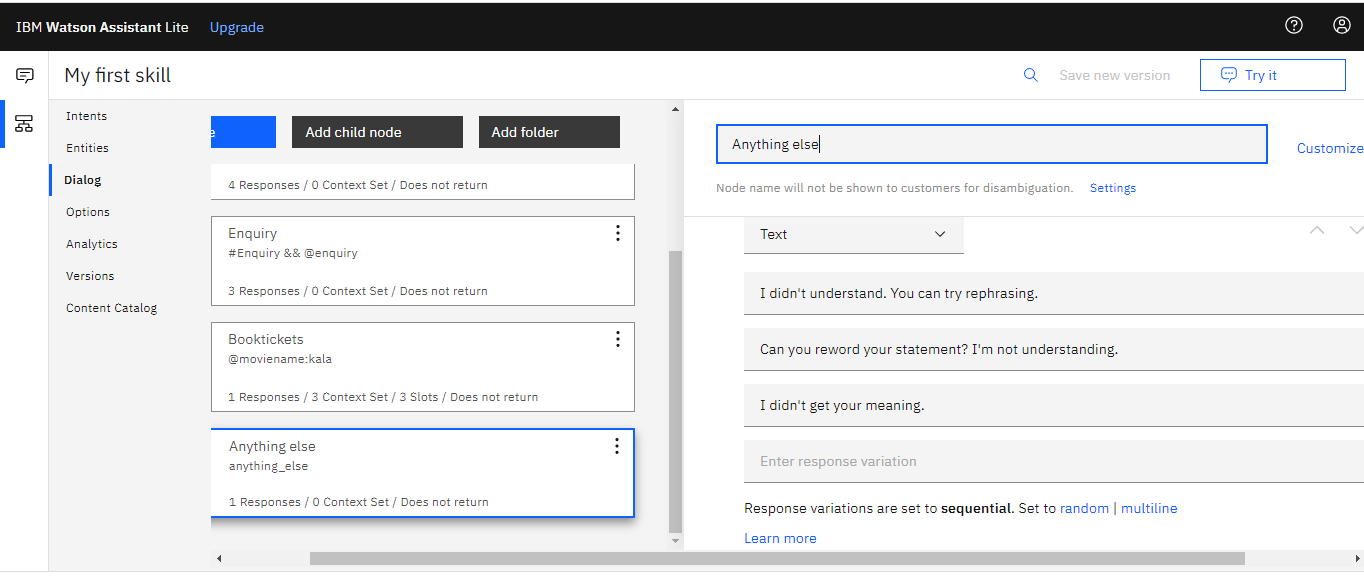 IBM Watson Assistant Lite Upgrade
My first skill
Save new version
Try it
Intents
Entities
Dialog
Options
Analytics
Versions
Content Catalog
e
Add child node
Add folder
4 Responses / 0 Context Set / Does not return
Enquiry
#Enquiry && @enquiry
3 Responses / 0 Context Set / Does not return
Booktickets
@moviename:kala
1 Responses / 3 Context Set / 3 Slots / Does not return
Anything else
anything_else
1 Responses / 0 Context Set / Does not return
Anything else
Customize
Node name will not be shown to customers for disambiguation. Settings
Text
I didn't understand. You can try rephrasing.
Can you reword your statement? I'm not understanding.
I didn't get your meaning.
Enter response variation
Response variations are set to sequential. Set to random | multiline
Learn more